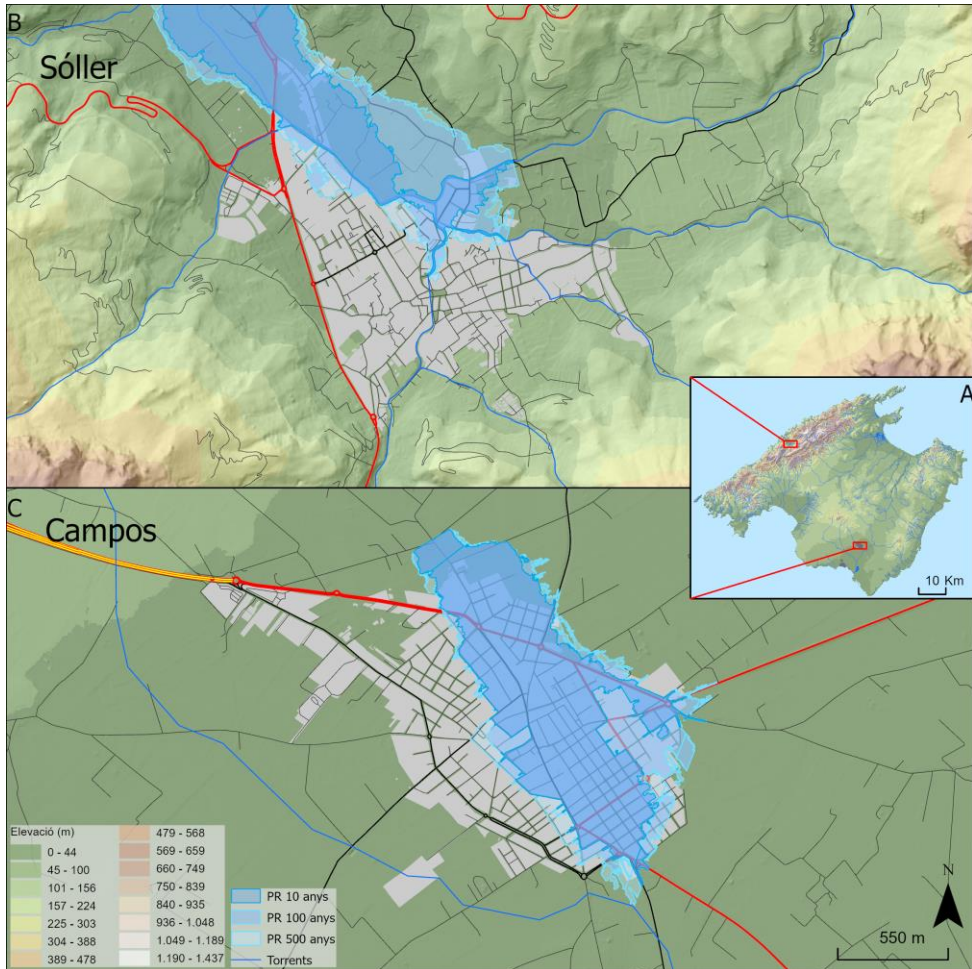 B
Sóller
A
10 Km
C
Campos
Elevació (m)
0 - 44
45 - 100
101 - 156
157 - 224
225 - 303
304 - 388
389 - 478
479 - 568
569 - 659
660 - 749
750 - 839
840 - 935
936 - 1.048
1.049 - 1.189
1.190 - 1.437
PR 10 anys
PR 100 anys
PR 500 anys
Torrents
N
550 m